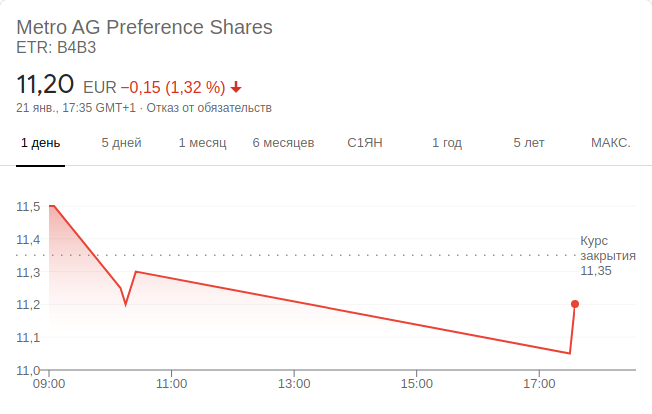 Metro AG Preference Shares
ETR: B4B3
11,20 EUR −0,15 (1,32 %)
21 янв., 17:35 GMT+1 · Отказ от обязательств
1 день 5 дней 1 месяц 6 месяцев С1ЯН 1 год 5 лет МАКС.
11,5
11,4
Курс
закрытия
11,35
11,3
11,2
11,1
11,0
09:00 11:00 13:00 15:00 17:00